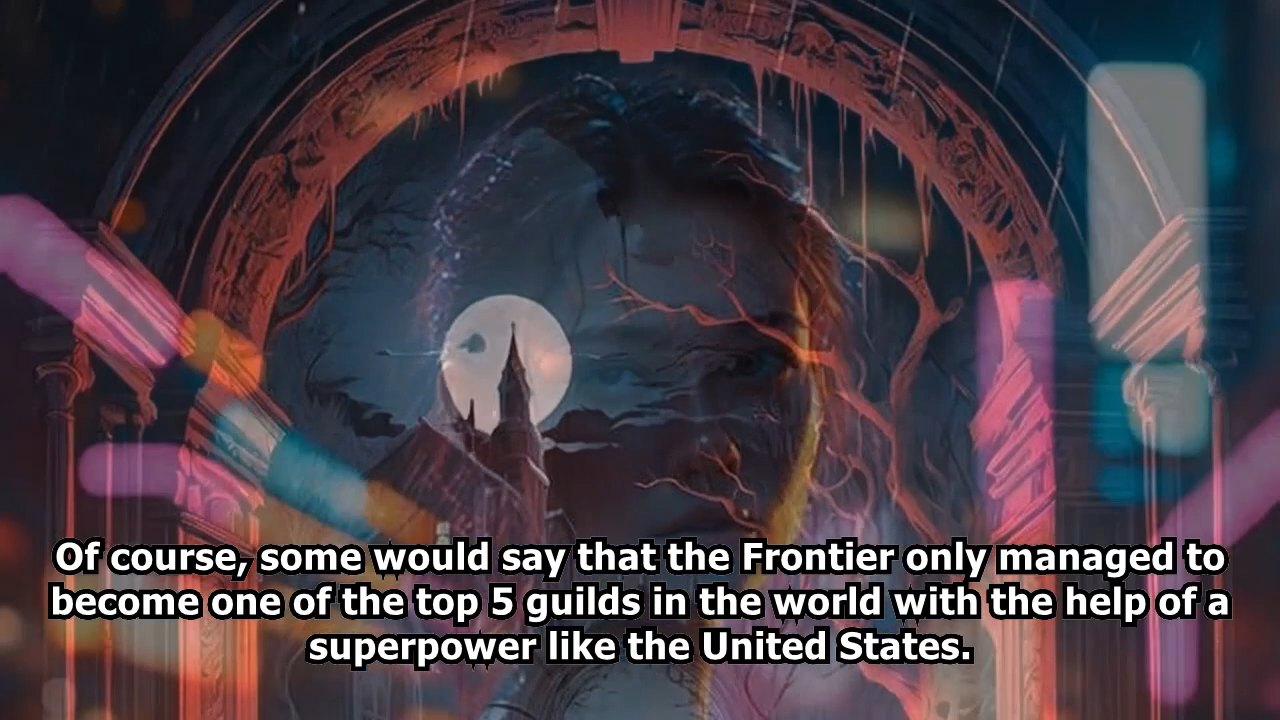 Of course, some would say that the Frontier only managed to
become one of the top 5 guilds in the world with the help of a
superpower like the United States.